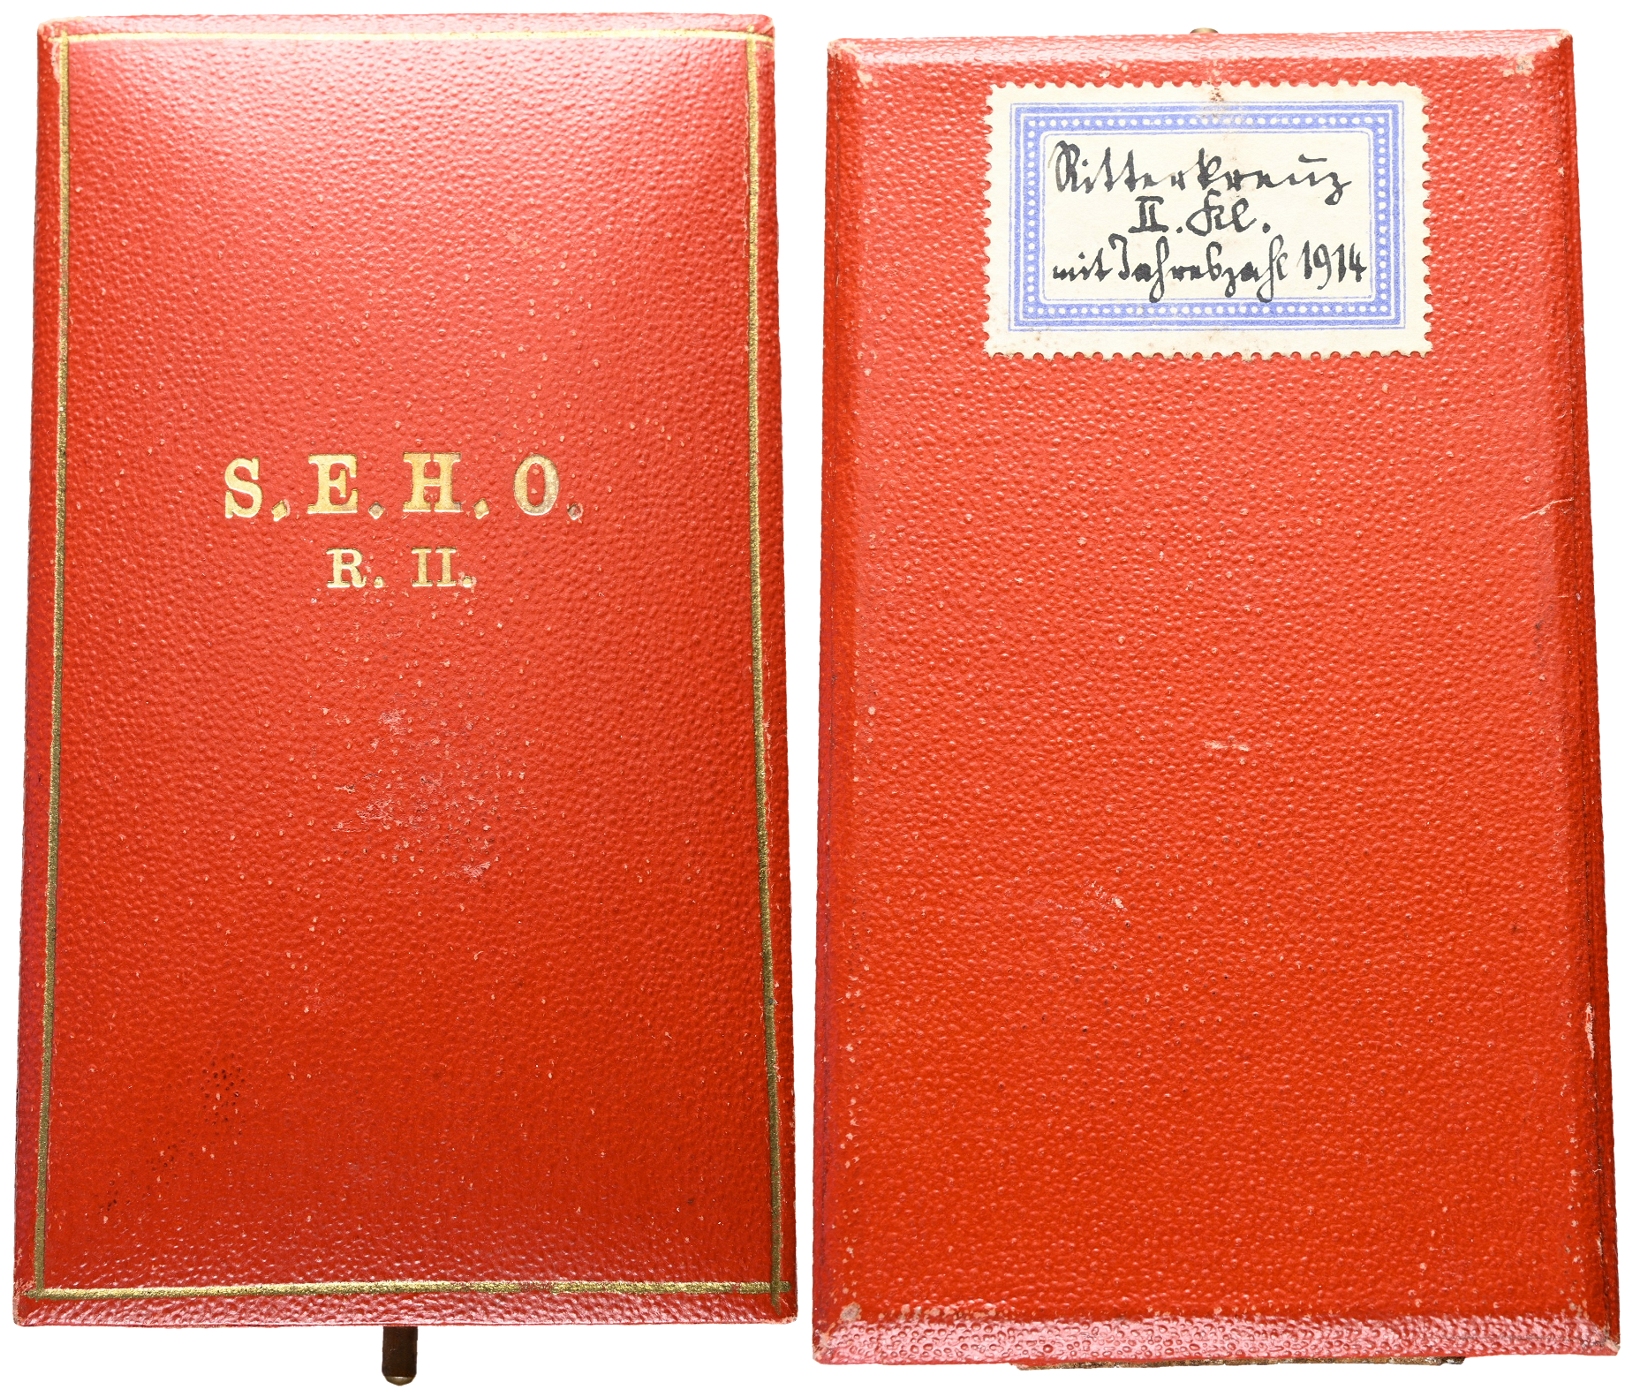 S. E. H. O.
R. II.
Ritterkreuz
II. Kl.
mit Jahreszahl 1914